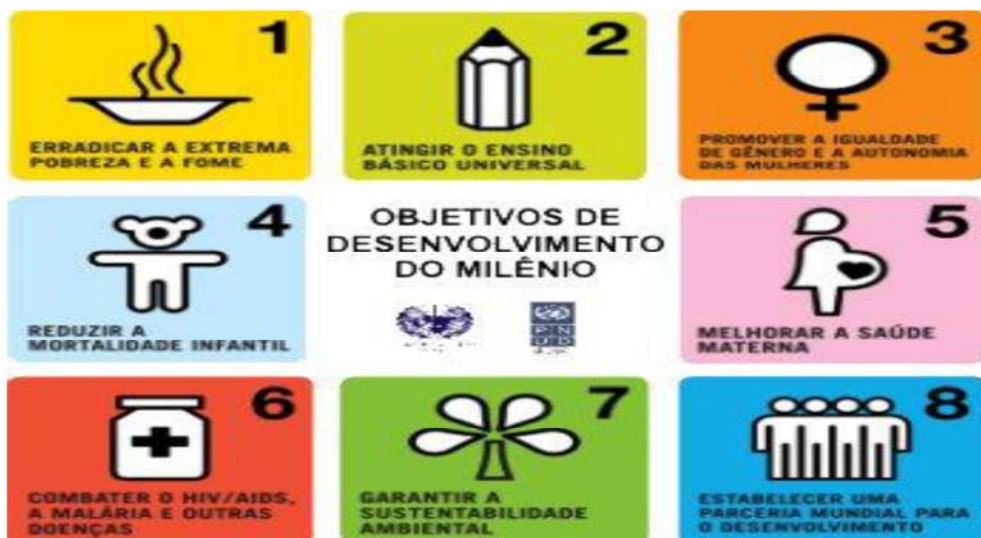 1
ERRADICAR A EXTREMA
POBREZA E A FOME
2
ATINGIR O ENSINO
BÁSICO UNIVERSAL
3
PROMOVER A IGUALDADE
DE GÊNERO E A AUTONOMIA
DAS MULHERES
4
REDUZIR A
MORTALIDADE INFANTIL
OBJETIVOS DE
DESENVOLVIMENTO
DO MILÊNIO
P N
U D
5
MELHORAR A SAÚDE
MATERNA
6
COMBATER O HIV/AIDS,
A MALÁRIA E OUTRAS
DOENÇAS
7
GARANTIR A
SUSTENTABILIDADE
AMBIENTAL
8
ESTABELECER UMA
PARCERIA MUNDIAL PARA
O DESENVOLVIMENTO